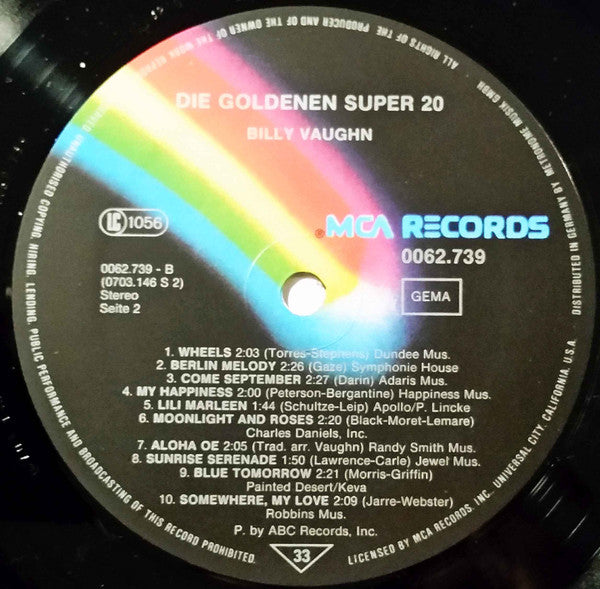 ALL RIGHTS OF THE PRODUCER AND OF THE OWNER OF THE WORK REPRODUCED
UNAUTHORISED COPYING, HIRING, LENDING, PUBLIC PERFORMANCE AND BROADCASTING OF THIS RECORD PROHIBITED.
DIE GOLDENEN SUPER 20
BILLY VAUGHN
®MCA RECORDS
LC 1056
0062.739
0062.739 - B
(0703.146 S 2)
Stereo
Seite 2
GEMA
1. WHEELS 2:03 (Torres-Stephens) Dundee Mus.
2. BERLIN MELODY 2:26 (Gaze) Symphonie House
3. COME SEPTEMBER 2:27 (Darin) Adaris Mus.
4. MY HAPPINESS 2:00 (Peterson-Bergantine) Happiness Mus.
5. LILI MARLEEN 1:44 (Schultze-Leip) Apollo/P. Lincke
6. MOONLIGHT AND ROSES 2:20 (Black-Moret-Lemare)
Charles Daniels, Inc.
7. ALOHA OE 2:05 (Trad. arr. Vaughn) Randy Smith Mus.
8. SUNRISE SERENADE 1:50 (Lawrence-Carle) Jewel Mus.
9. BLUE TOMORROW 2:21 (Morris-Griffin)
Painted Desert/Keva
10. SOMEWHERE, MY LOVE 2:09 (Jarre-Webster)
Robbins Mus.
P. by ABC Records, Inc.
33
LICENSED BY MCA RECORDS, INC. UNIVERSAL CITY, CALIFORNIA, U.S.A.
DISTRIBUTED IN GERMANY BY METRONOME MUSIK GMBH